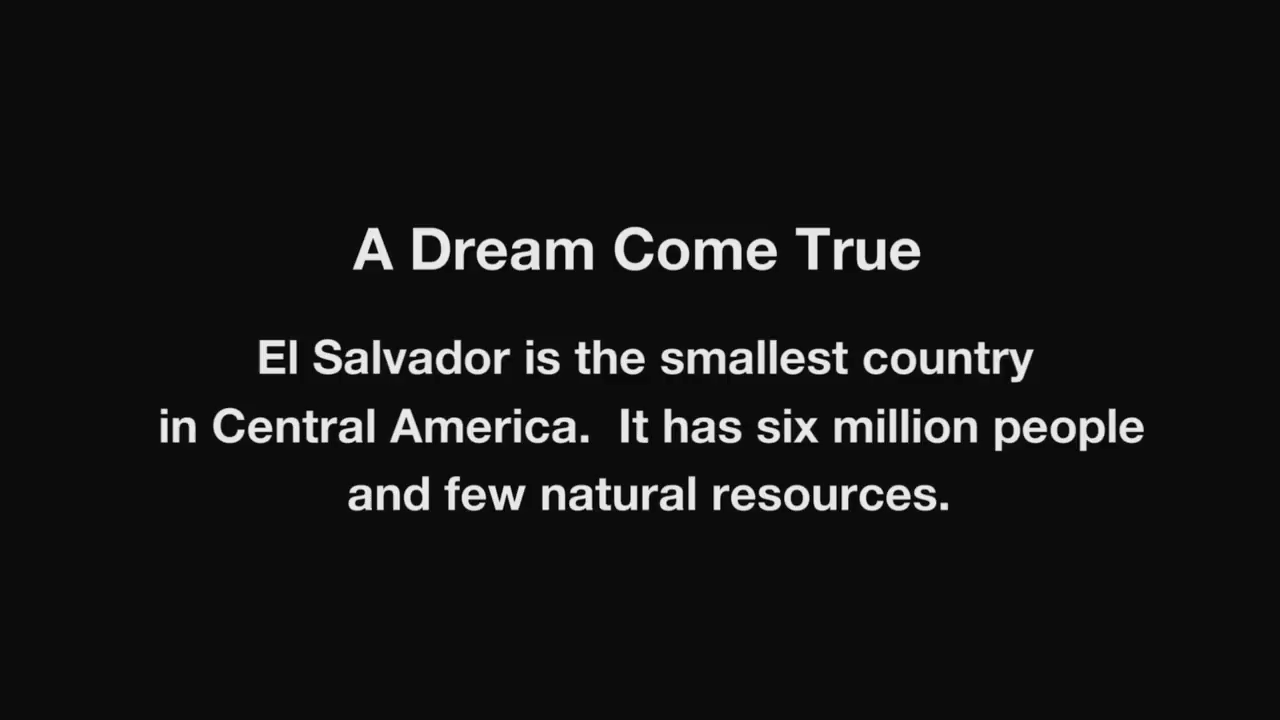 A Dream Come True
El Salvador is the smallest country
in Central America.  It has six million people
and few natural resources.